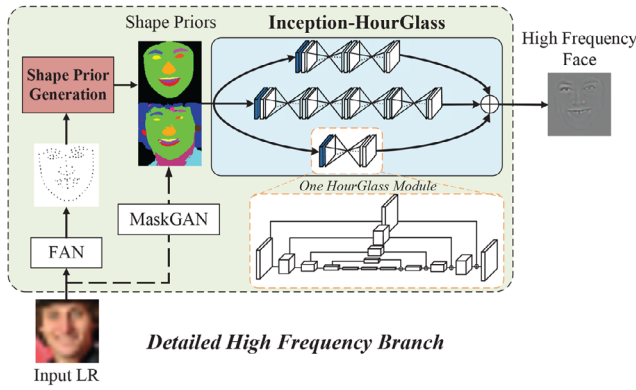 Shape Priors
Inception-HourGlass
High Frequency
Face
Shape Prior
Generation
One HourGlass Module
MaskGAN
FAN
Detailed High Frequency Branch
Input LR